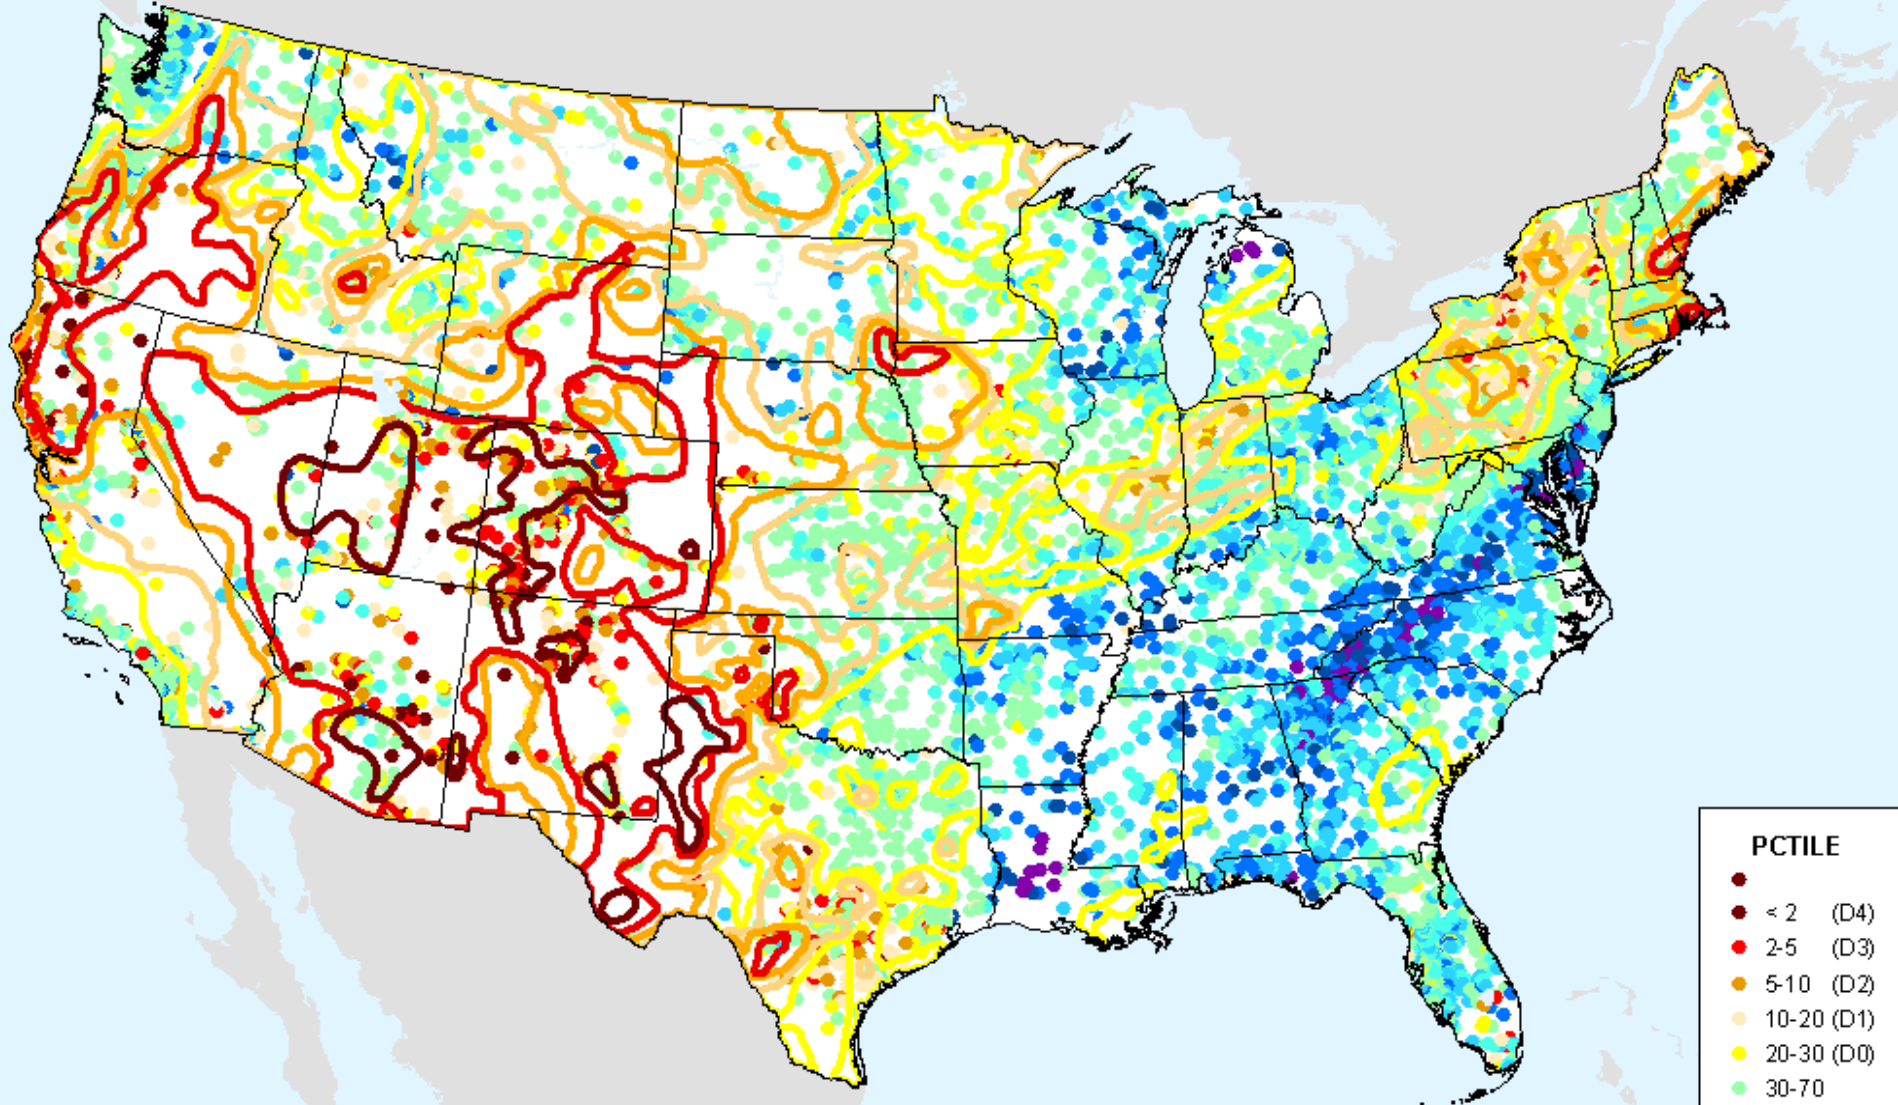 PCTILE
< 2 (D4)
2-5 (D3)
5-10 (D2)
10-20 (D1)
20-30 (D0)
30-70